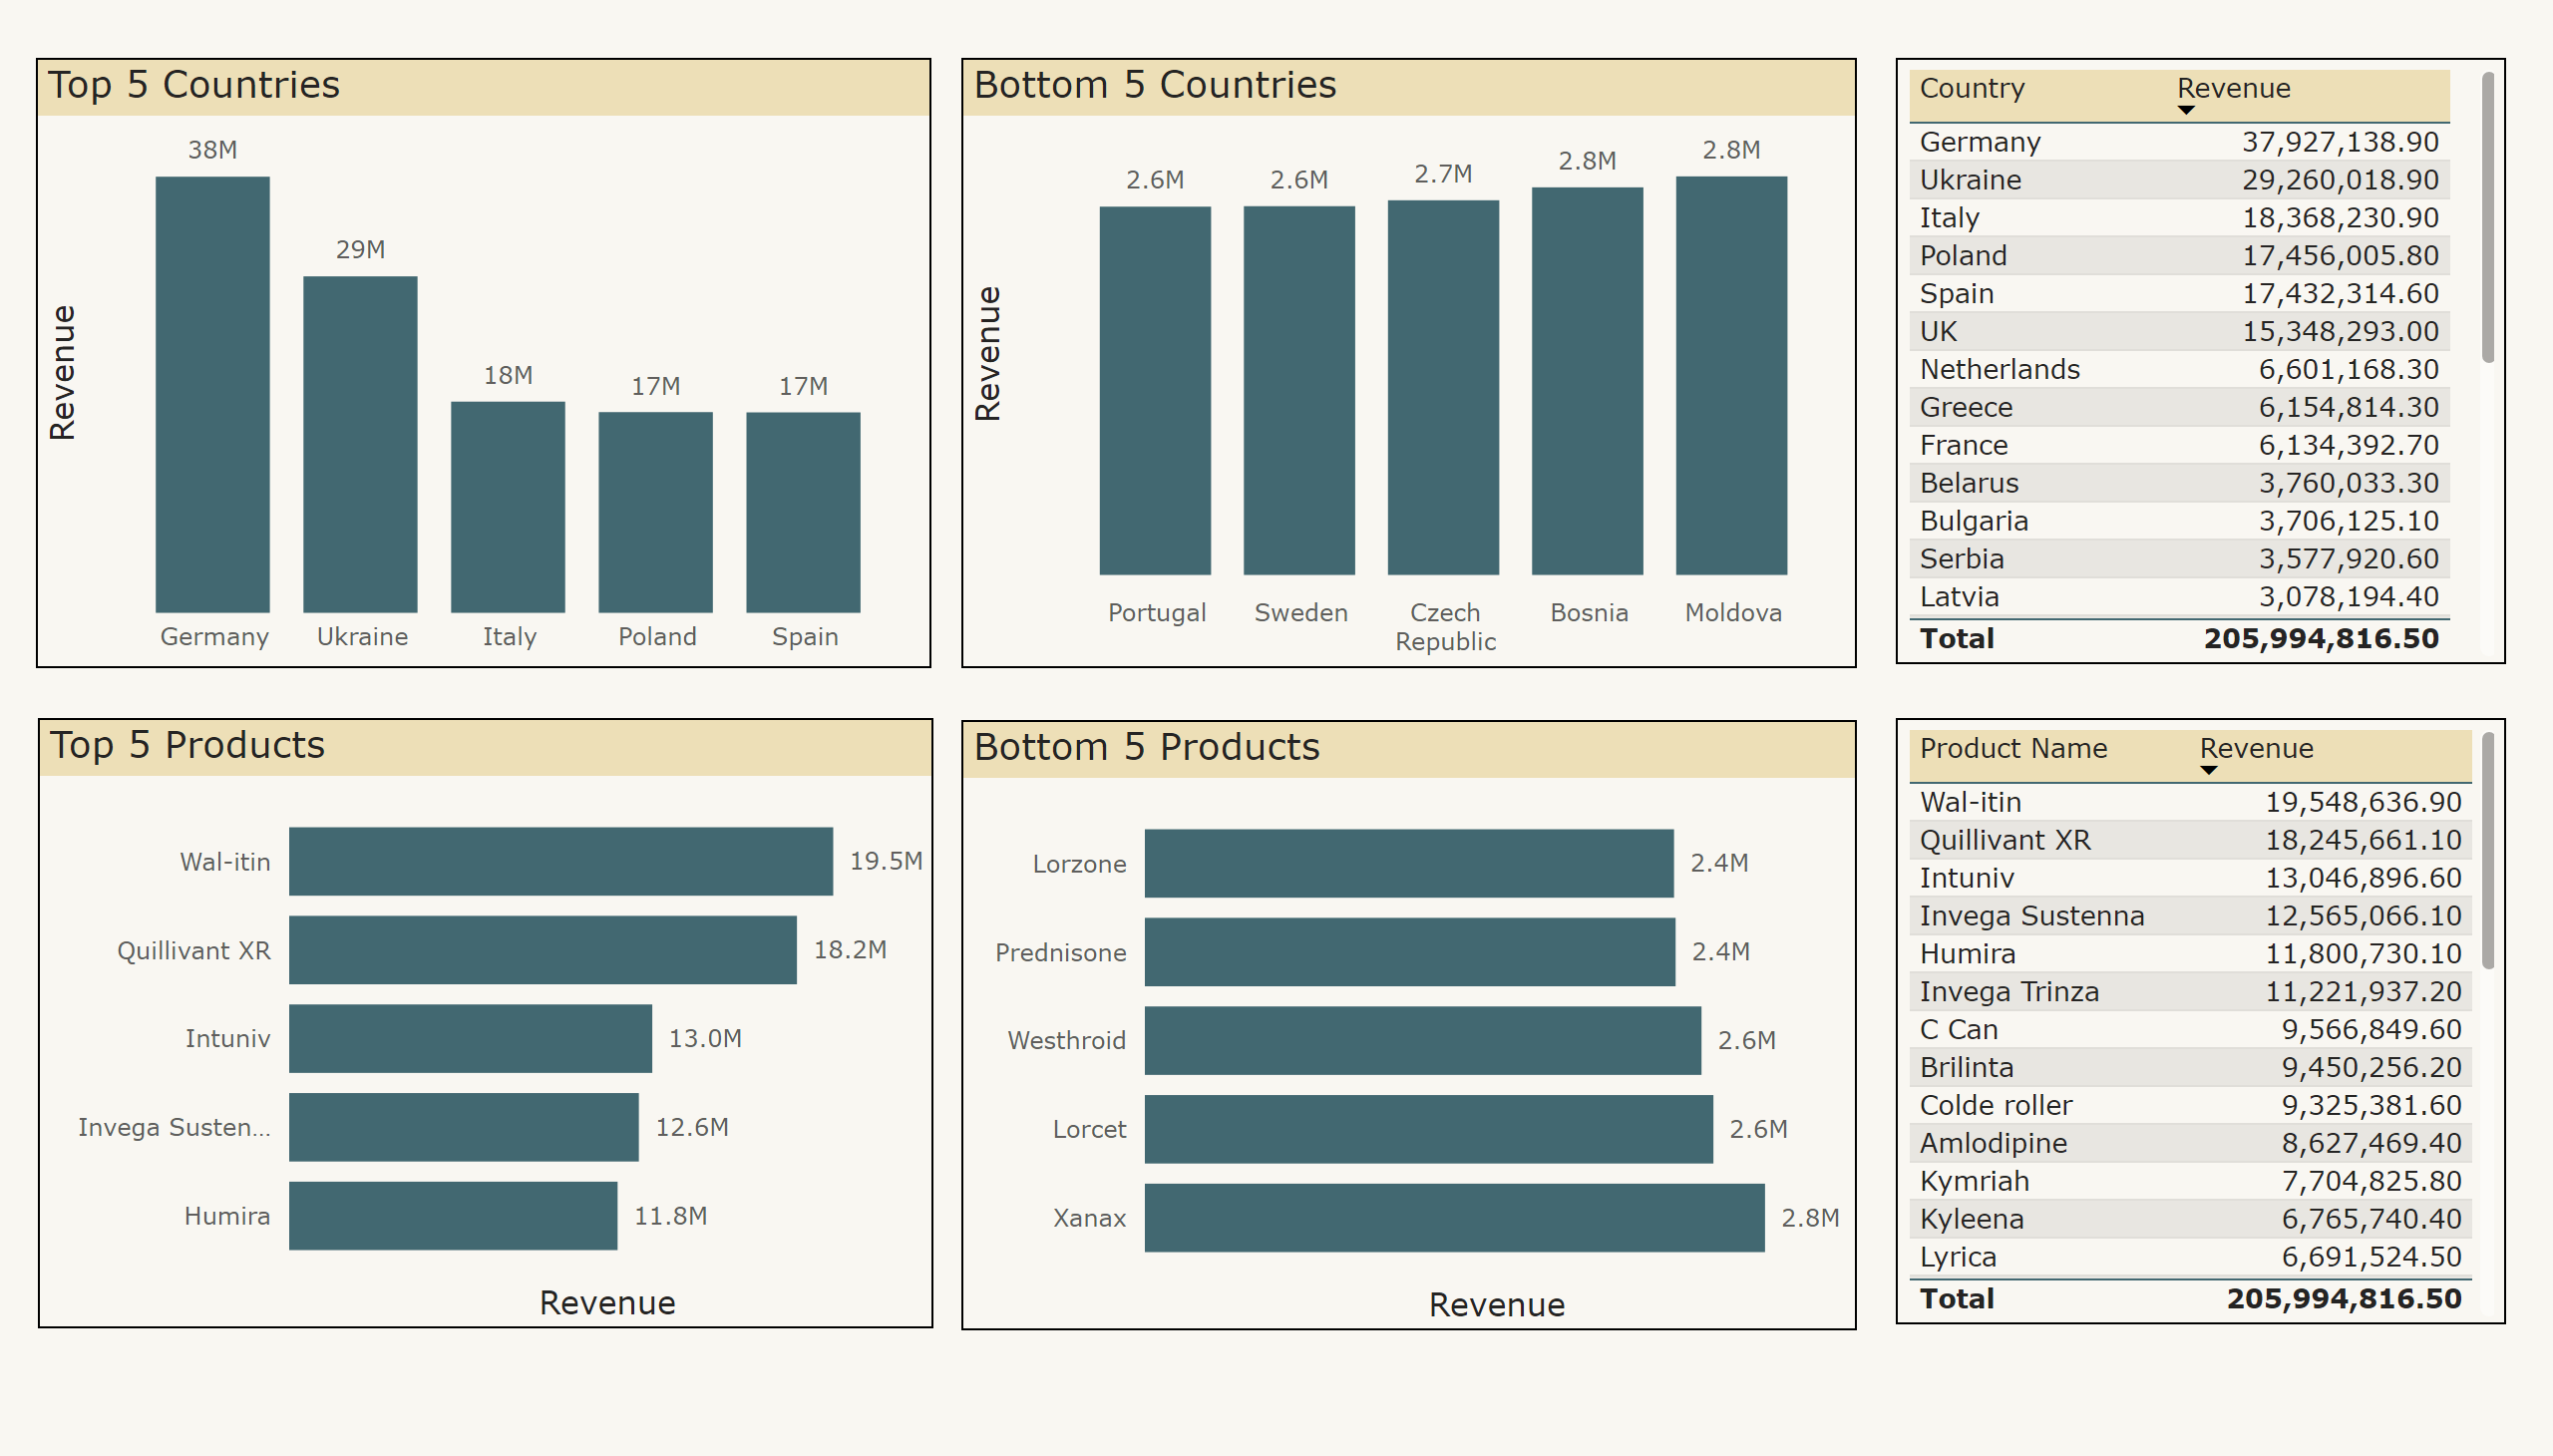 Top 5 Countries
Revenue
38M
29M
18M
17M
17M
Germany
Ukraine
Italy
Poland
Spain
Bottom 5 Countries
Revenue
2.6M
2.6M
2.7M
2.8M
2.8M
Portugal
Sweden
Czech
Republic
Bosnia
Moldova
Country Revenue
Germany 37,927,138.90
Ukraine 29,260,018.90
Italy 18,368,230.90
Poland 17,456,005.80
Spain 17,432,314.60
UK 15,348,293.00
Netherlands 6,601,168.30
Greece 6,154,814.30
France 6,134,392.70
Belarus 3,760,033.30
Bulgaria 3,706,125.10
Serbia 3,577,920.60
Latvia 3,078,194.40
Total 205,994,816.50
Top 5 Products
Wal-itin 19.5M
Quillivant XR 18.2M
Intuniv 13.0M
Invega Susten... 12.6M
Humira 11.8M
Revenue
Bottom 5 Products
Lorzone 2.4M
Prednisone 2.4M
Westhroid 2.6M
Lorcet 2.6M
Xanax 2.8M
Revenue
Product Name Revenue
Wal-itin 19,548,636.90
Quillivant XR 18,245,661.10
Intuniv 13,046,896.60
Invega Sustenna 12,565,066.10
Humira 11,800,730.10
Invega Trinza 11,221,937.20
C Can 9,566,849.60
Brilinta 9,450,256.20
Colde roller 9,325,381.60
Amlodipine 8,627,469.40
Kymriah 7,704,825.80
Kyleena 6,765,740.40
Lyrica 6,691,524.50
Total 205,994,816.50